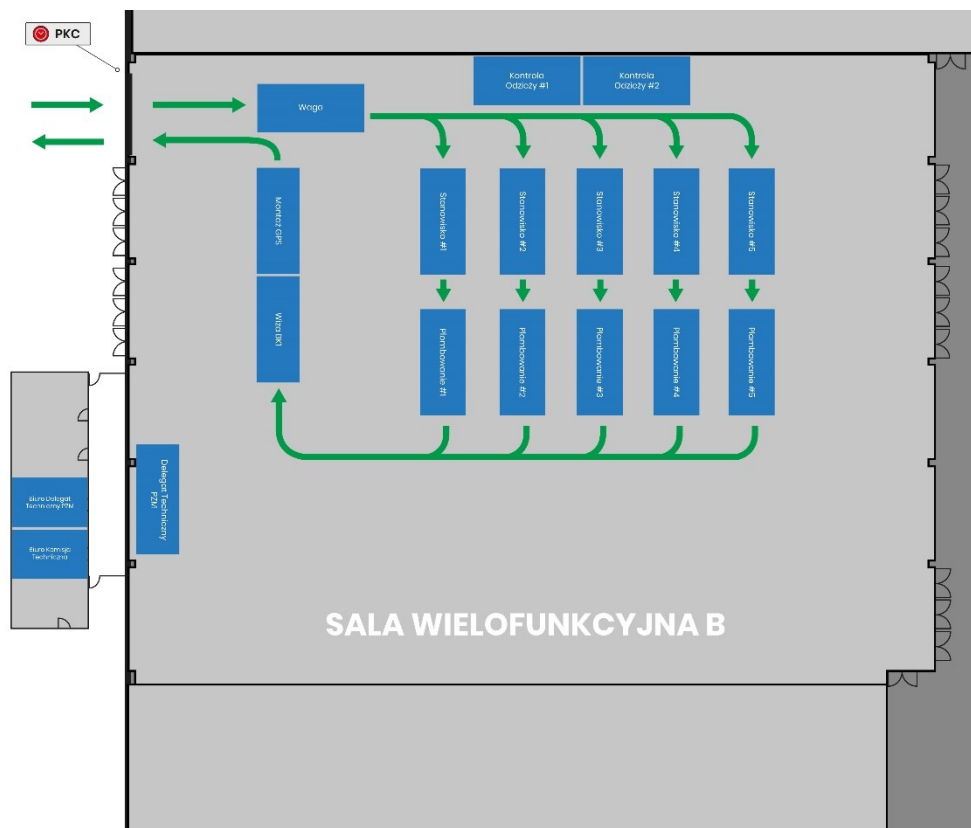 PKC
Waga
Kontrola
Odzieży #1
Kontrola
Odzieży #2
Montaż GPS
Wiza BK1
Stanowisko #1
Stanowisko #2
Stanowisko #3
Stanowisko #4
Stanowisko #5
Plombowanie #1
Plombowanie #2
Plombowanie #3
Plombowanie #4
Plombowanie #5
Delegat Techniczny
PZM
Biuro Delegat
Techniczny PZM
Biuro Komisja
Techniczna
SALA WIELOFUNKCYJNA B